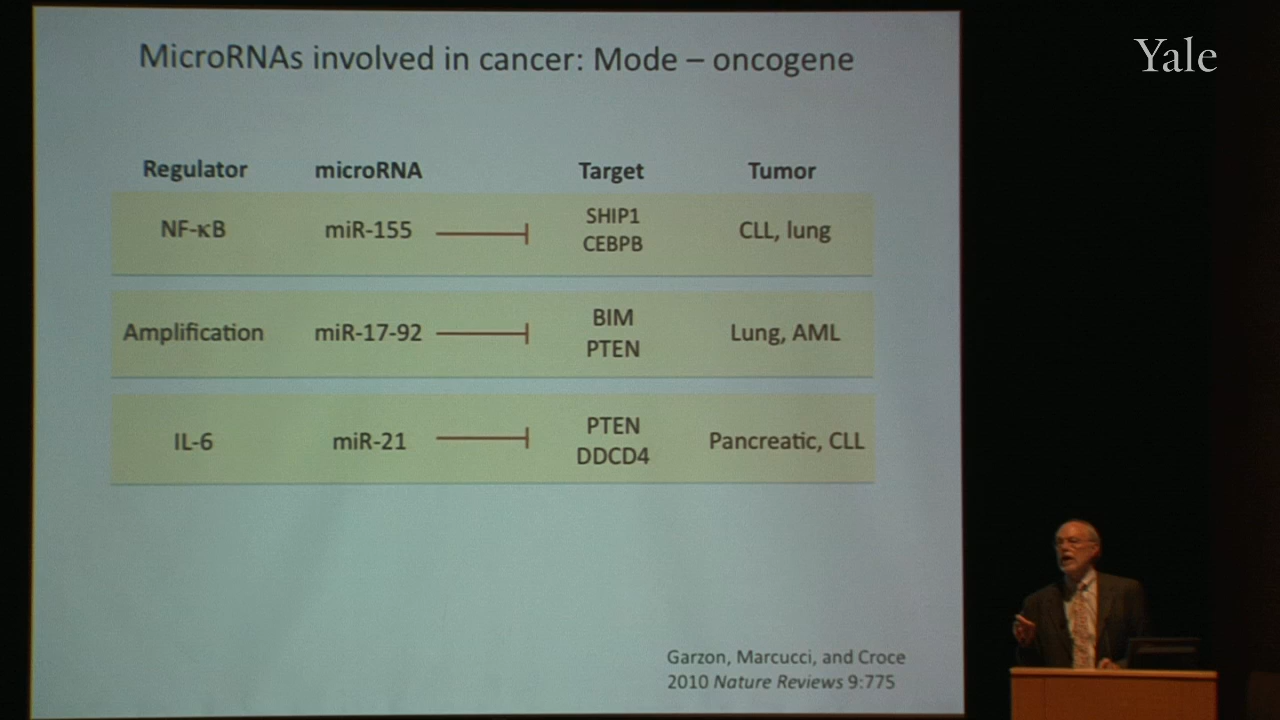 MicroRNAs involved in cancer: Mode – oncogene
Yale
Regulator microRNA Target Tumor
NF-κB miR-155 SHIP1 CEBPB CLL, lung
Amplification miR-17-92 BIM PTEN Lung, AML
IL-6 miR-21 PTEN DDCD4 Pancreatic, CLL
Garzon, Marcucci, and Croce
2010 Nature Reviews 9:775